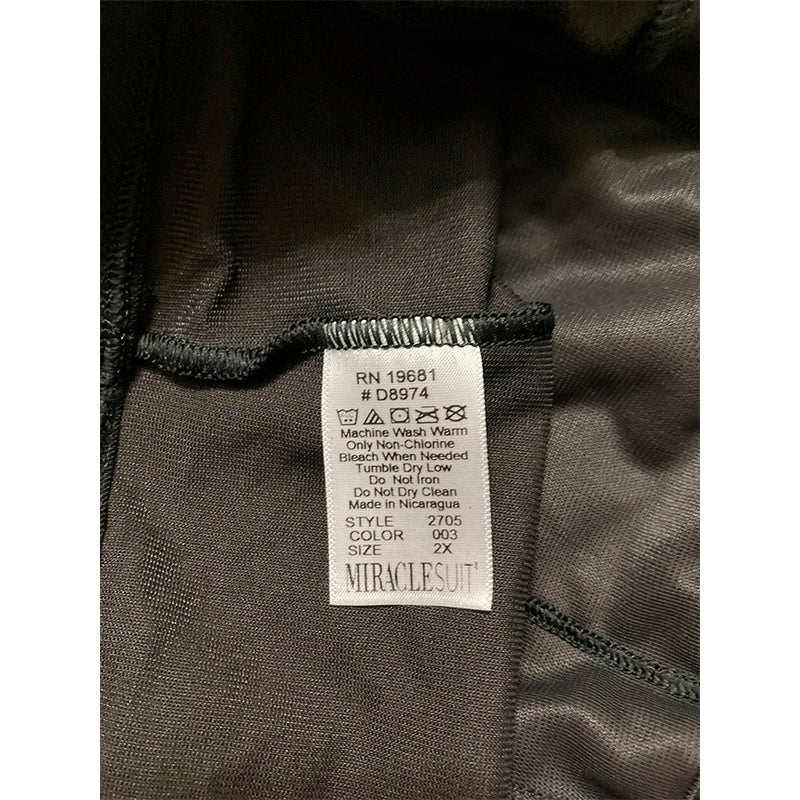 RN 19681
# D8974
Machine Wash Warm
Only Non-Chlorine
Bleach When Needed
Tumble Dry Low
Do Not Iron
Do Not Dry Clean
Made in Nicaragua
STYLE 2705
COLOR 003
SIZE 2X
MIRACLESUIT